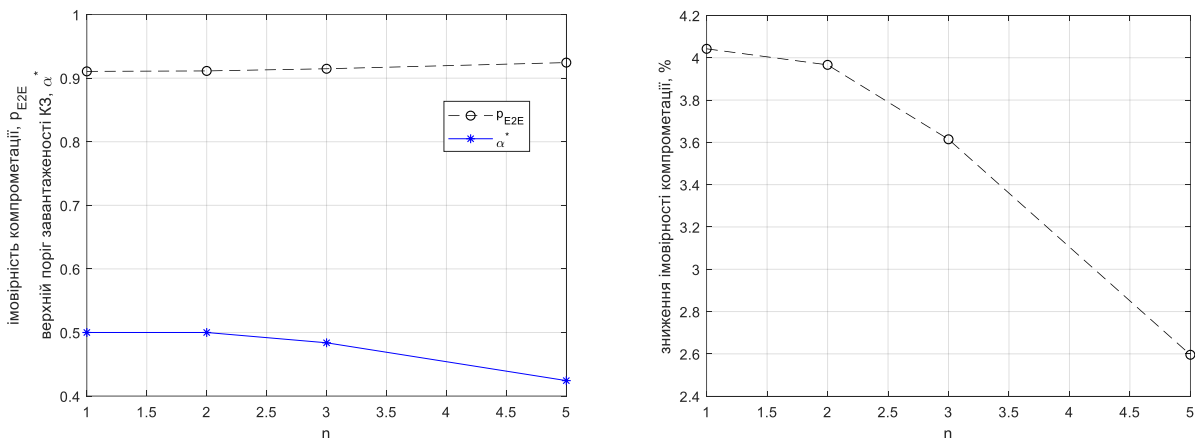 імовірність компрометації, pE2E
верхній поріг завантаженості КЗ, α*
1
0.9
0.8
0.7
0.6
0.5
0.4
pE2E
α*
1 1.5 2 2.5 3 3.5 4 4.5 5
n
зниження імовірності компрометації, %
4.2
4
3.8
3.6
3.4
3.2
3
2.8
2.6
2.4
1 1.5 2 2.5 3 3.5 4 4.5 5
n